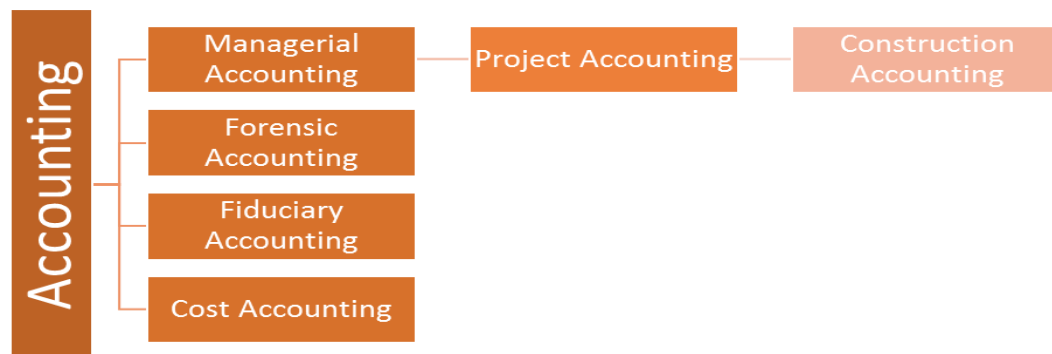 Accounting
Managerial
Accounting
Project Accounting
Construction
Accounting
Forensic
Accounting
Fiduciary
Accounting
Cost Accounting